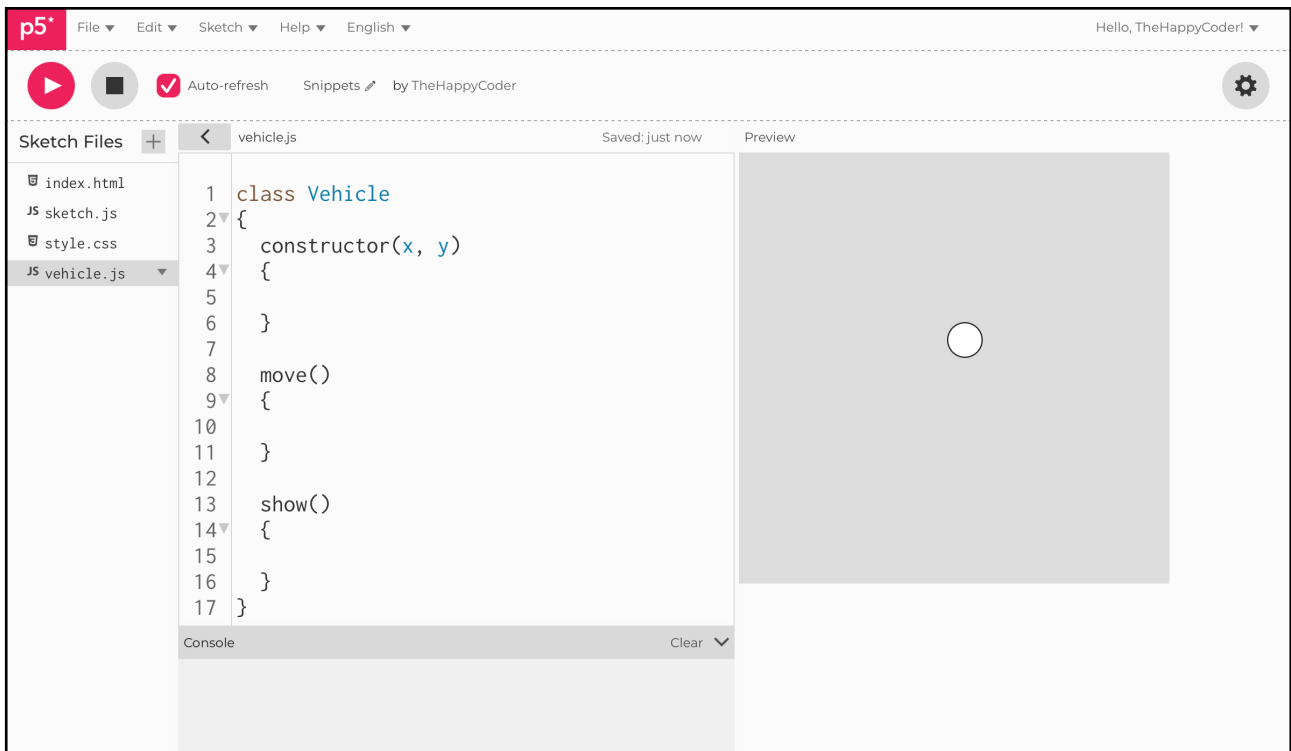 p5* File Edit Sketch Help English Hello, TheHappyCoder!
Auto-refresh Snippets by TheHappyCoder
Sketch Files + vehicle.js Saved: just now Preview
index.html
JS sketch.js
style.css
JS vehicle.js
1 class Vehicle
2 {
3 constructor(x, y)
4 {
5
6 }
7
8 move()
9 {
10
11 }
12
13 show()
14 {
15
16 }
17 }
Console Clear